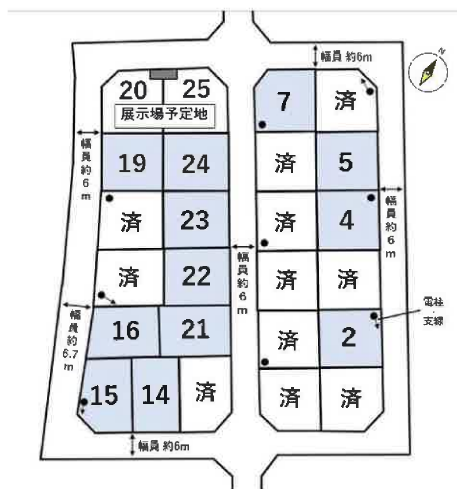 幅員 約6m
N
20 25
展示場予定地
7 済
幅員約6m
19 24
済 5
済 23
済 4
幅員約6m
幅員約6m
済 22
済 済
電柱・支線
幅員約6.7m
16 21
済 2
15 14 済
済 済
幅員 約6m